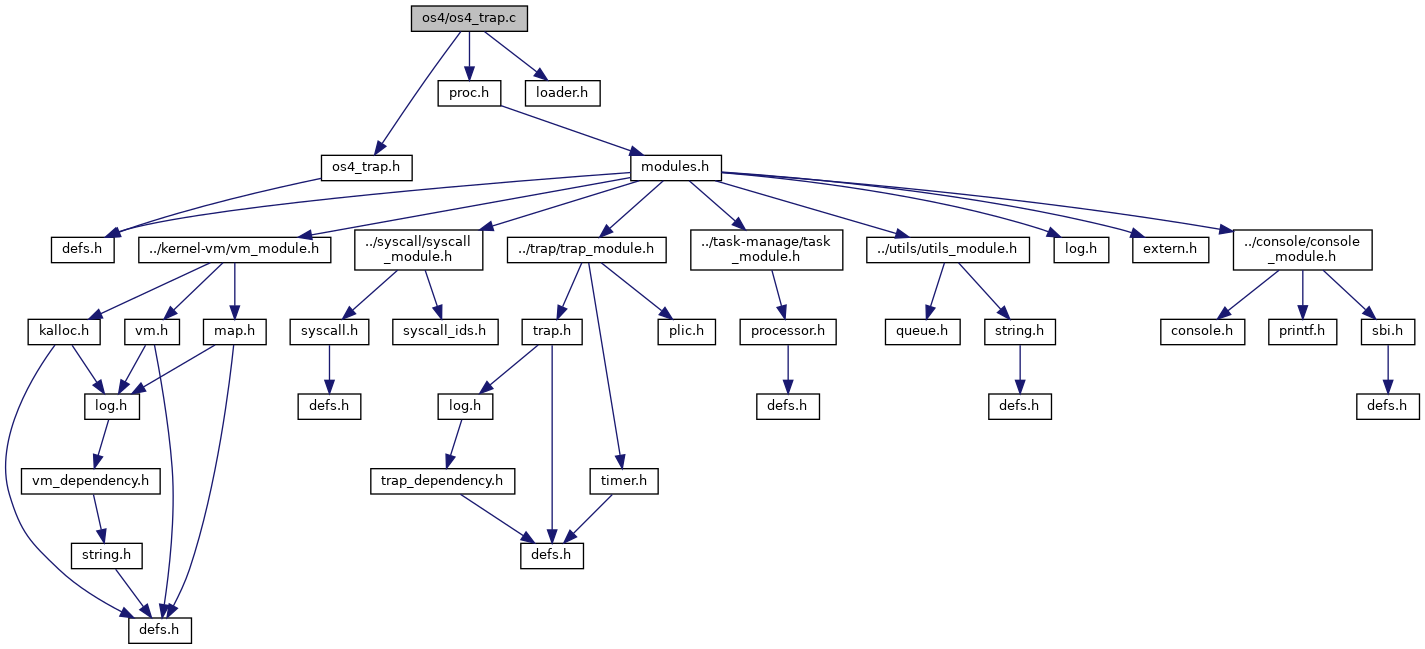 os4/os4_trap.c
proc.h
loader.h
os4_trap.h
modules.h
defs.h
../kernel-vm/vm_module.h
../syscall/syscall
_module.h
../trap/trap_module.h
../task-manage/task
_module.h
../utils/utils_module.h
log.h
extern.h
../console/console
_module.h
kalloc.h
vm.h
map.h
syscall.h
syscall_ids.h
trap.h
plic.h
processor.h
queue.h
string.h
console.h
printf.h
sbi.h
log.h
defs.h
log.h
defs.h
defs.h
defs.h
vm_dependency.h
trap_dependency.h
timer.h
string.h
defs.h
defs.h